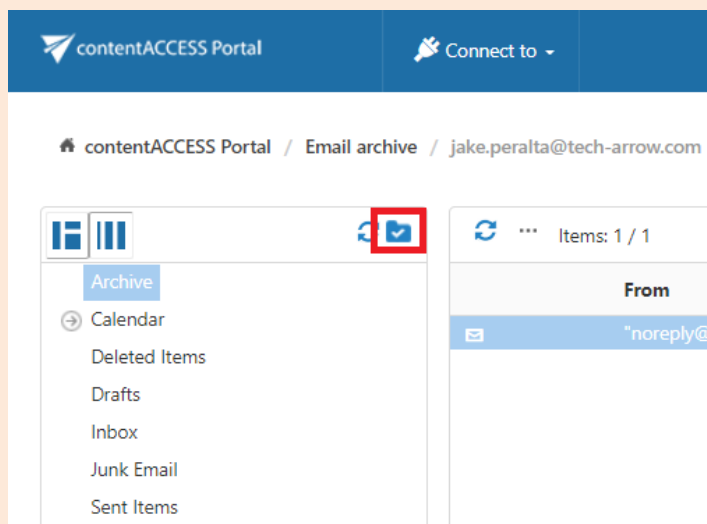 contentACCESS Portal Connect to
contentACCESS Portal / Email archive / jake.peralta@tech-arrow.com
... Items: 1 / 1
From
Archive
"noreply@
Calendar
Deleted Items
Drafts
Inbox
Junk Email
Sent Items